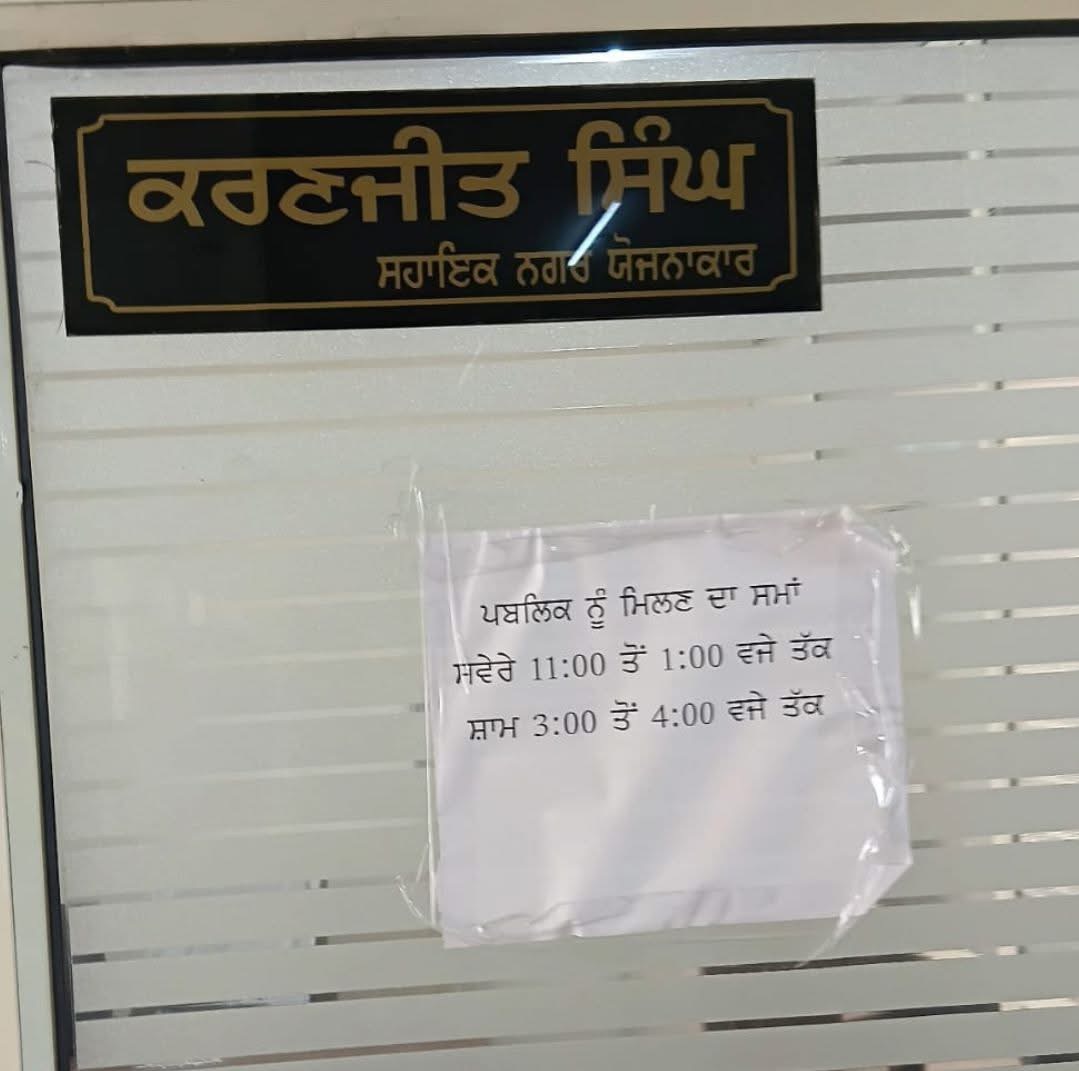 ਕਰਣਜੀਤ ਸਿੰਘ
ਸਹਾਇਕ ਨਗਰ ਯੋਜਨਾਕਾਰ
ਪਬਲਿਕ ਨੂੰ ਮਿਲਣ ਦਾ ਸਮਾਂ
ਸਵੇਰੇ 11:00 ਤੋਂ 1:00 ਵਜੇ ਤੱਕ
ਸ਼ਾਮ 3:00 ਤੋਂ 4:00 ਵਜੇ ਤੱਕ